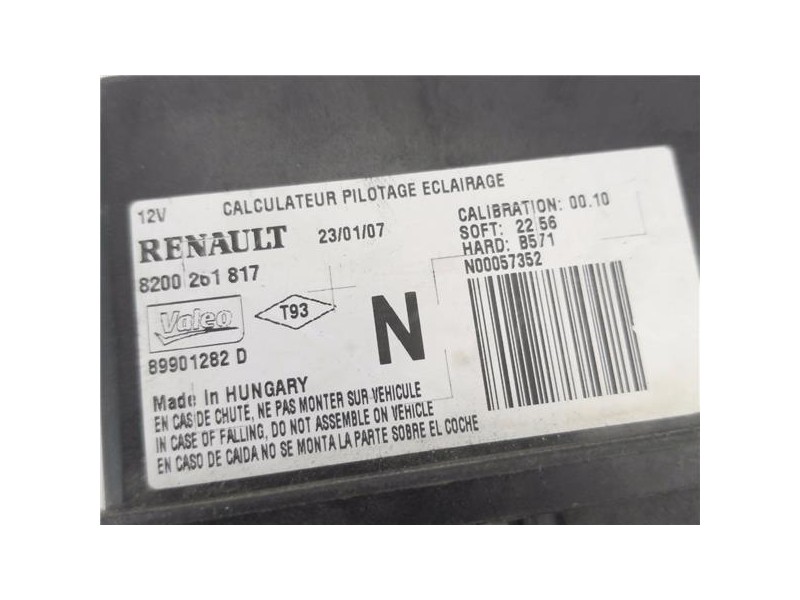 12V CALCULATEUR PILOTAGE ECLAIRAGE
RENAULT 23/01/07
8200 261 817
CALIBRATION: 00.10
SOFT: 22 56
HARD: B571
N00057352
Valeo
T93
N
89901282 D
Made In HUNGARY
EN CAS DE CHUTE, NE PAS MONTER SUR VEHICULE
IN CASE OF FALLING, DO NOT ASSEMBLE ON VEHICLE
EN CASO DE CAIDA NO SE MONTA LA PARTE SOBRE EL COCHE